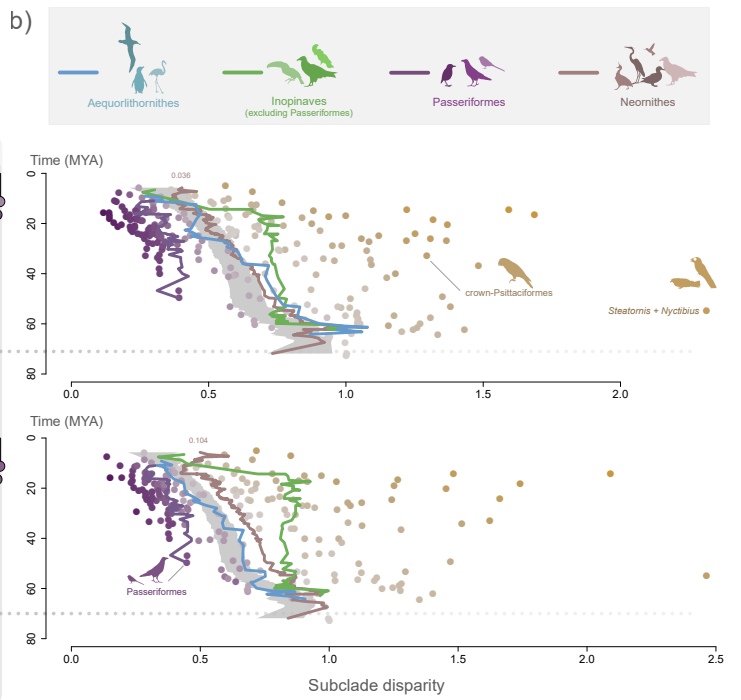 b)
Aequorlithornithes
Inopinaves
(excluding Passeriformes)
Passeriformes
Neornithes
Time (MYA)
0.036
0
20
40
60
80
crown-Psittaciformes
Steatornis + Nyctibius
0.0
0.5
1.0
1.5
2.0
Time (MYA)
0.104
0
20
40
60
80
Passeriformes
0.0
0.5
1.0
1.5
2.0
2.5
Subclade disparity